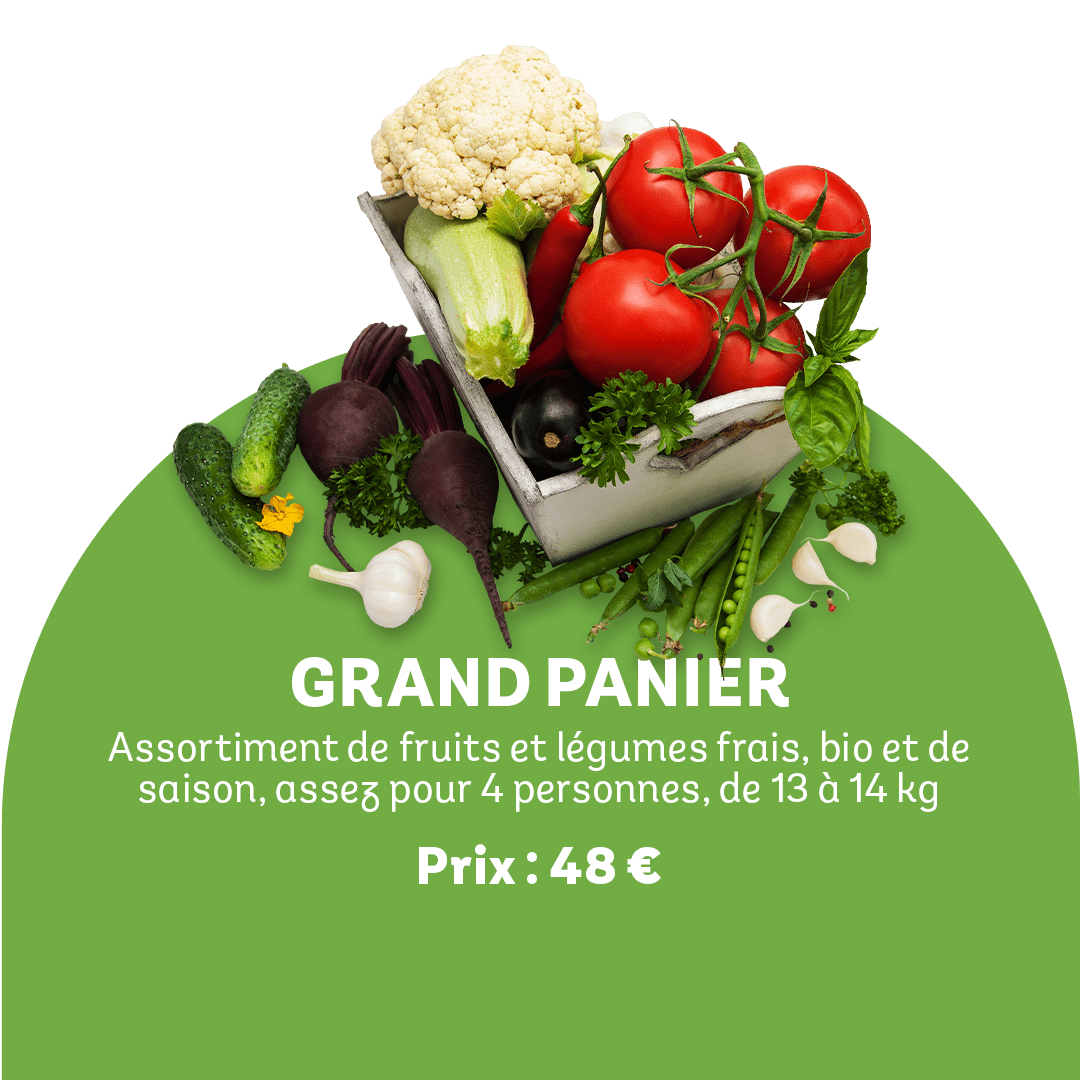 GRAND PANIER
Assortiment de fruits et légumes frais, bio et de
saison, assez pour 4 personnes, de 13 à 14 kg
Prix : 48 €